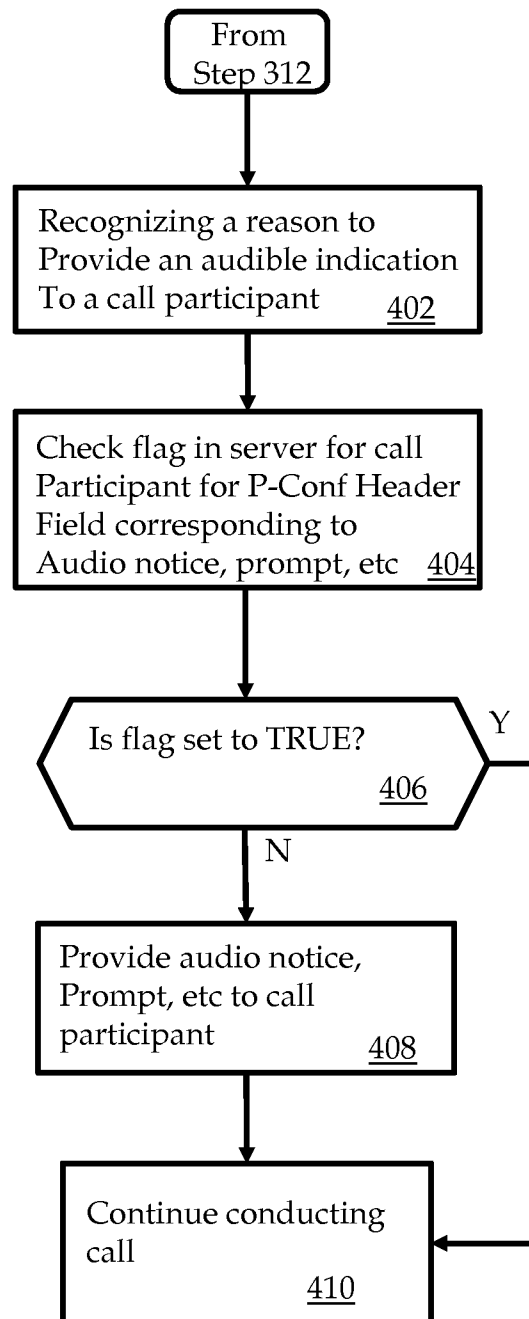 From
Step 312
Recognizing a reason to
Provide an audible indication
To a call participant 402
Check flag in server for call
Participant for P-Conf Header
Field corresponding to
Audio notice, prompt, etc 404
Is flag set to TRUE?
Y
406
N
Provide audio notice,
Prompt, etc to call
participant
408
Continue conducting
call
410